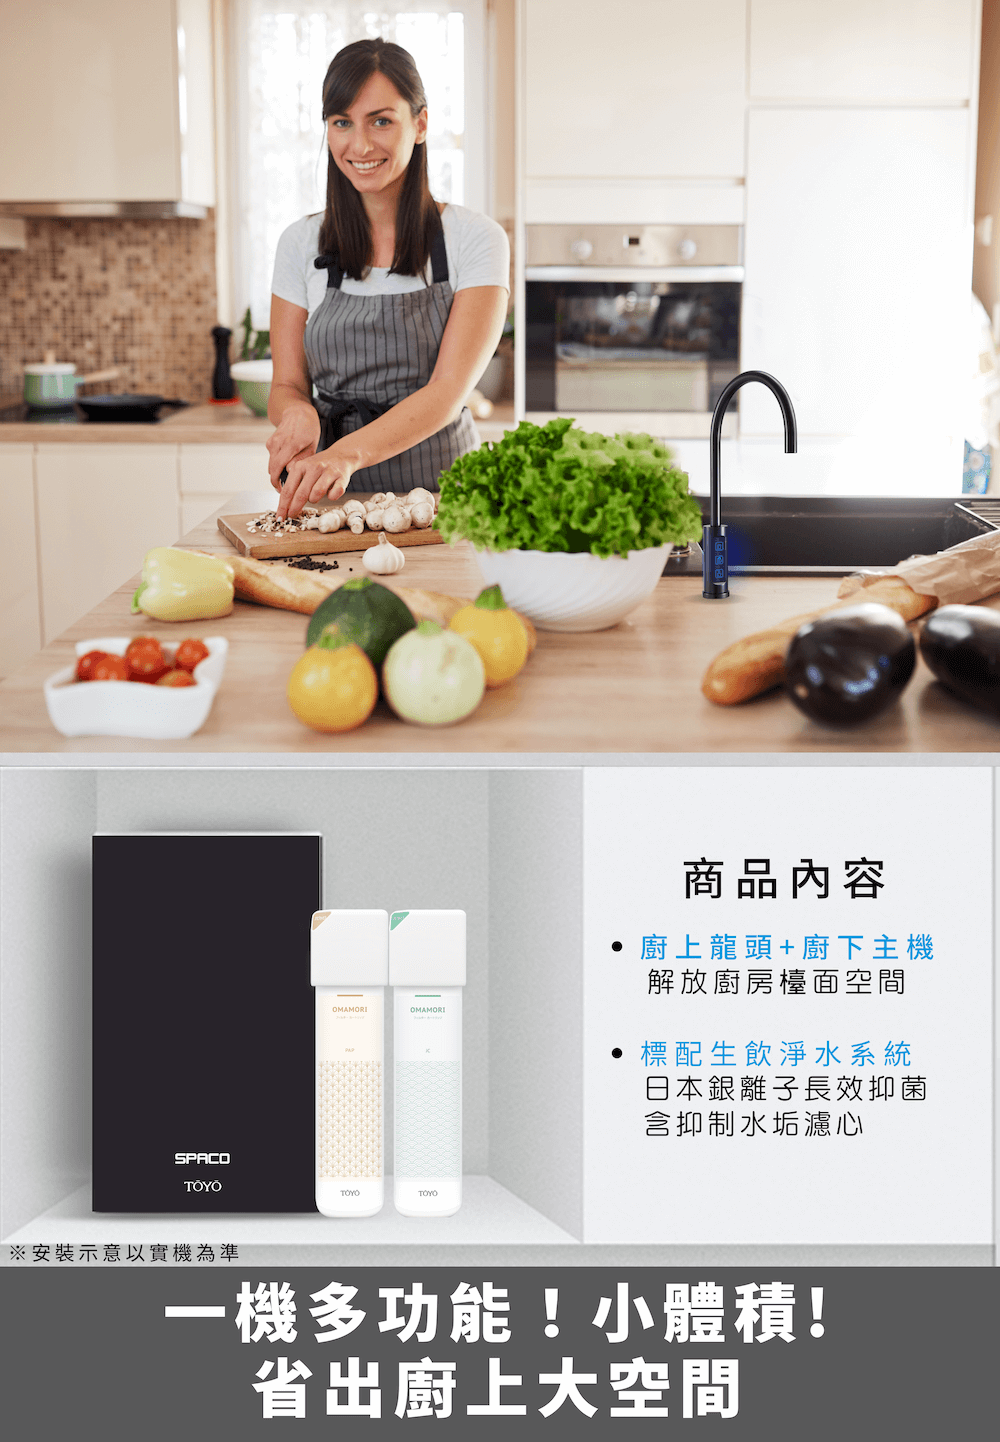 商品內容
• 廚上龍頭+廚下主機
解放廚房檯面空間
• 標配生飲淨水系統
日本銀離子長效抑菌
含抑制水垢濾心
OMAMORI
OMAMORI
SPACO
TŌYŌ
TŌYŌ
TŌYŌ
※安裝示意以實機為準
一機多功能！小體積!
省出廚上大空間